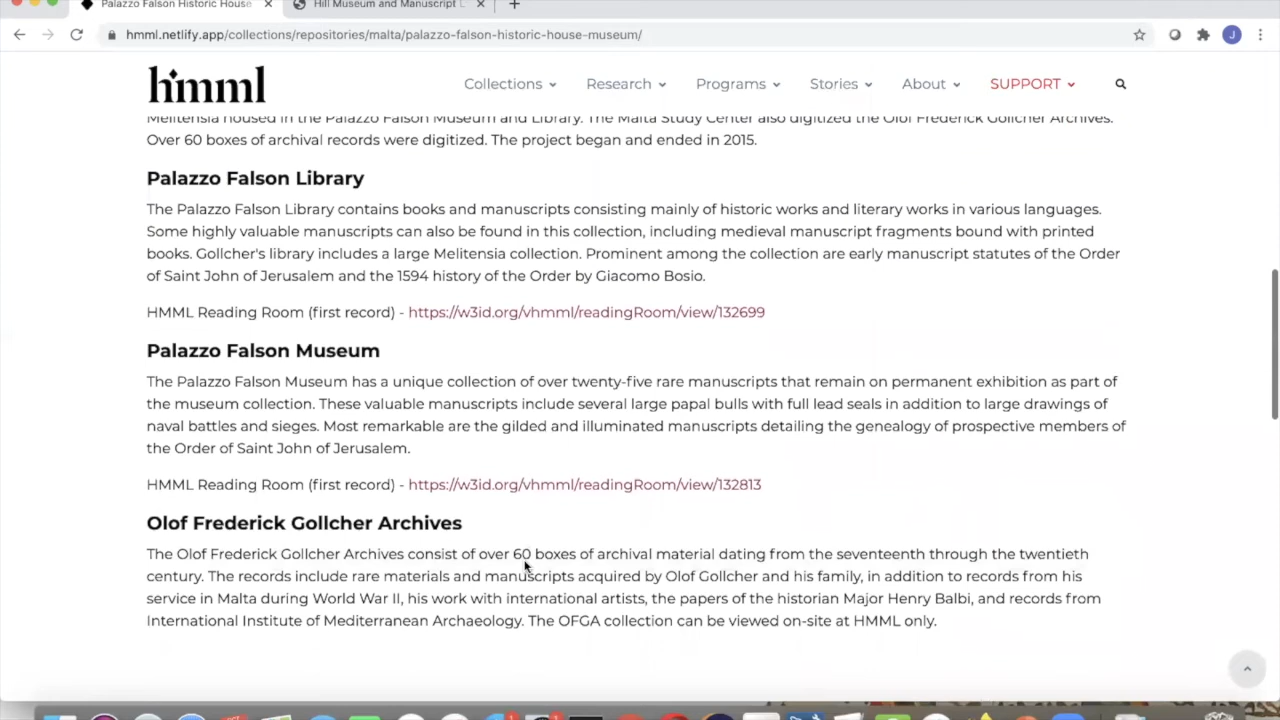 Palazzo Falson Historic House
Hill Museum and Manuscript L
hmml.netlify.app/collections/repositories/malta/palazzo-falson-historic-house-museum/
J
hmml
Collections
Research
Programs
Stories
About
SUPPORT
Melitensia housed in the Palazzo Falson Museum and Library. The Malta Study Center also digitized the Olof Frederick Gollcher Archives.
Over 60 boxes of archival records were digitized. The project began and ended in 2015.
Palazzo Falson Library
The Palazzo Falson Library contains books and manuscripts consisting mainly of historic works and literary works in various languages.
Some highly valuable manuscripts can also be found in this collection, including medieval manuscript fragments bound with printed
books. Gollcher's library includes a large Melitensia collection. Prominent among the collection are early manuscript statutes of the Order
of Saint John of Jerusalem and the 1594 history of the Order by Giacomo Bosio.
HMML Reading Room (first record) - https://w3id.org/vhmml/readingRoom/view/132699
Palazzo Falson Museum
The Palazzo Falson Museum has a unique collection of over twenty-five rare manuscripts that remain on permanent exhibition as part of
the museum collection. These valuable manuscripts include several large papal bulls with full lead seals in addition to large drawings of
naval battles and sieges. Most remarkable are the gilded and illuminated manuscripts detailing the genealogy of prospective members of
the Order of Saint John of Jerusalem.
HMML Reading Room (first record) - https://w3id.org/vhmml/readingRoom/view/132813
Olof Frederick Gollcher Archives
The Olof Frederick Gollcher Archives consist of over 60 boxes of archival material dating from the seventeenth through the twentieth
century. The records include rare materials and manuscripts acquired by Olof Gollcher and his family, in addition to records from his
service in Malta during World War II, his work with international artists, the papers of the historian Major Henry Balbi, and records from
International Institute of Mediterranean Archaeology. The OFGA collection can be viewed on-site at HMML only.